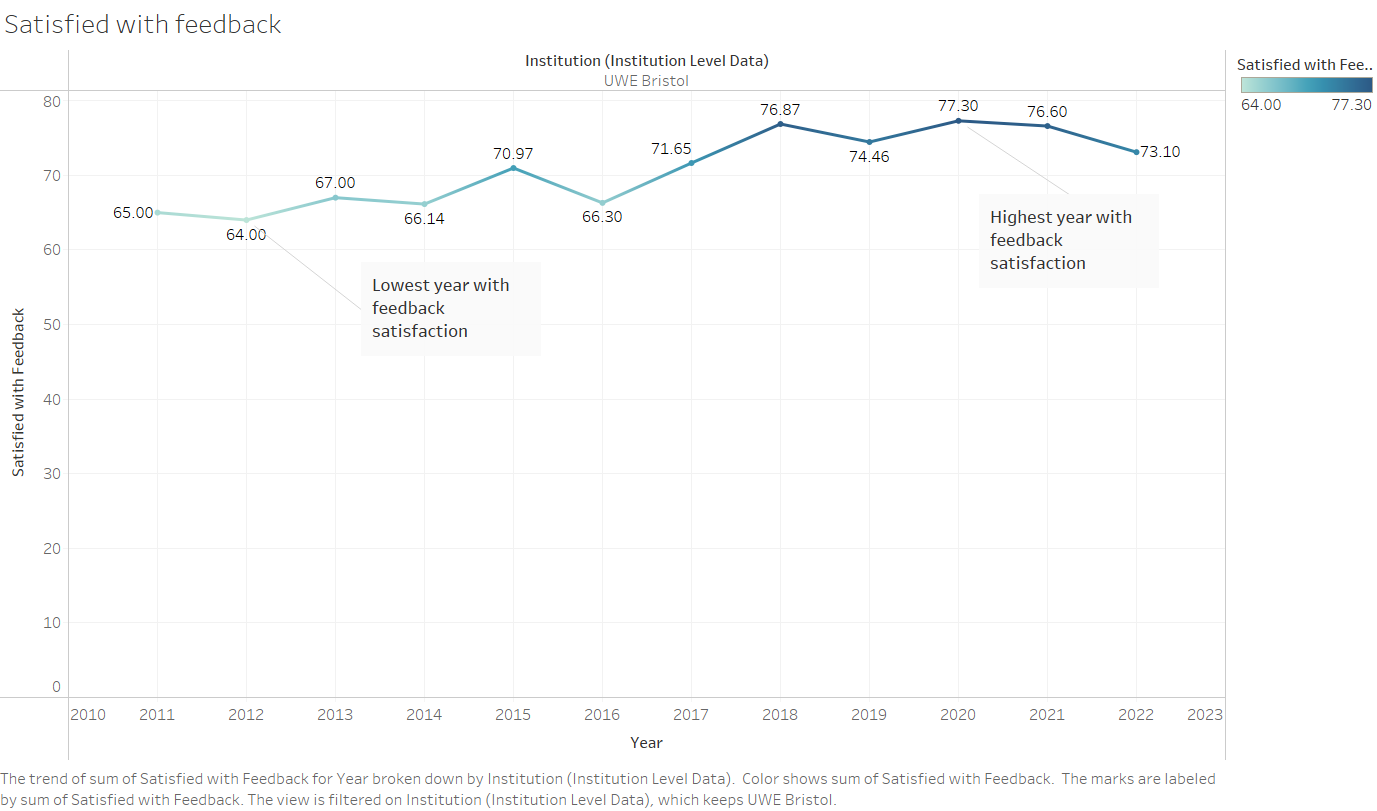 Satisfied with feedback
Institution (Institution Level Data)
UWE Bristol
Satisfied with Fee..
64.00 77.30
Satisfied with Feedback
80
70
60
50
40
30
20
10
0
65.00
64.00
67.00
66.14
70.97
66.30
71.65
76.87
74.46
77.30
76.60
73.10
Lowest year with
feedback
satisfaction
Highest year with
feedback
satisfaction
2010 2011 2012 2013 2014 2015 2016 2017 2018 2019 2020 2021 2022 2023
Year
The trend of sum of Satisfied with Feedback for Year broken down by Institution (Institution Level Data).  Color shows sum of Satisfied with Feedback.  The marks are labeled
by sum of Satisfied with Feedback. The view is filtered on Institution (Institution Level Data), which keeps UWE Bristol.